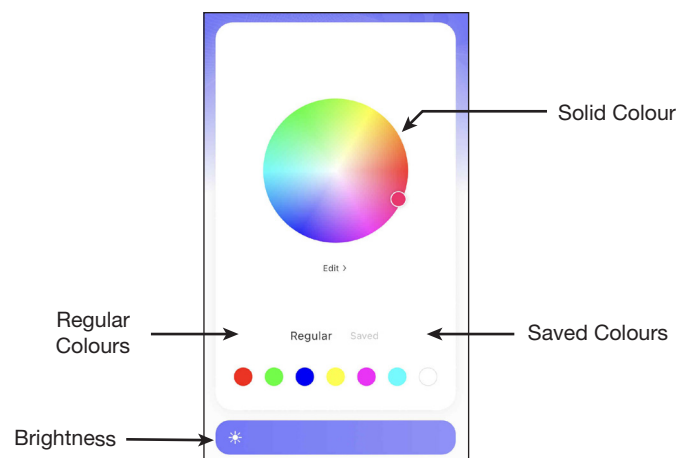 Solid Colour
Edit >
Regular
Colours
Regular Saved
Saved Colours
Brightness